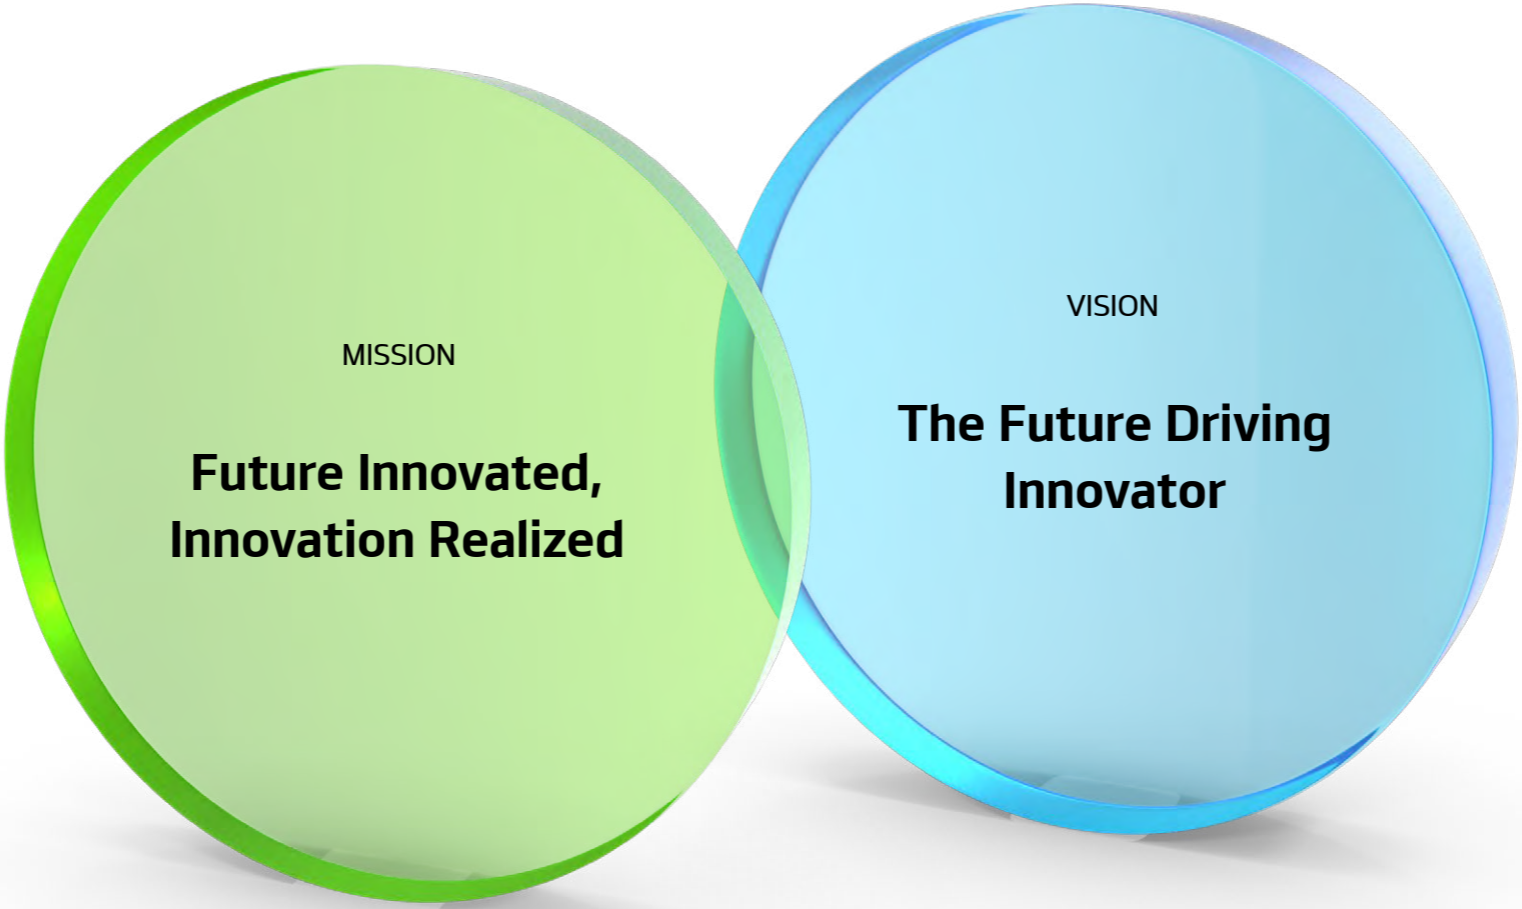 MISSION
Future Innovated,
Innovation Realized
VISION
The Future Driving
Innovator